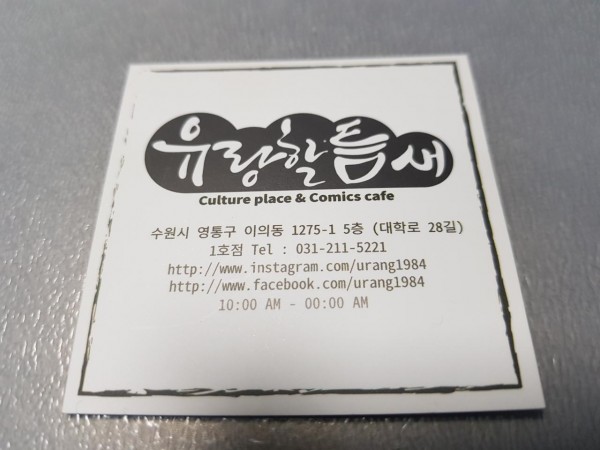 유랑할틈새
Culture place & Comics cafe
수원시 영통구 이의동 1275-1 5층 (대학로 28길)
1호점 Tel : 031-211-5221
http://www.instagram.com/urang1984
http://www.facebook.com/urang1984
10:00 AM - 00:00 AM